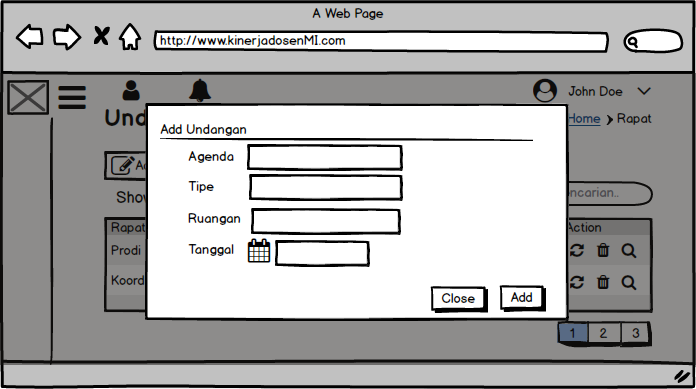 A Web Page
http://www.kinerjadosenMI.com
John Doe
Und
Home Rapat
Add Undangan
Agenda
Tipe
Ruangan
Tanggal
Close Add
Show
ncarian..
Rapat Action
Prodi
Koord
1 2 3